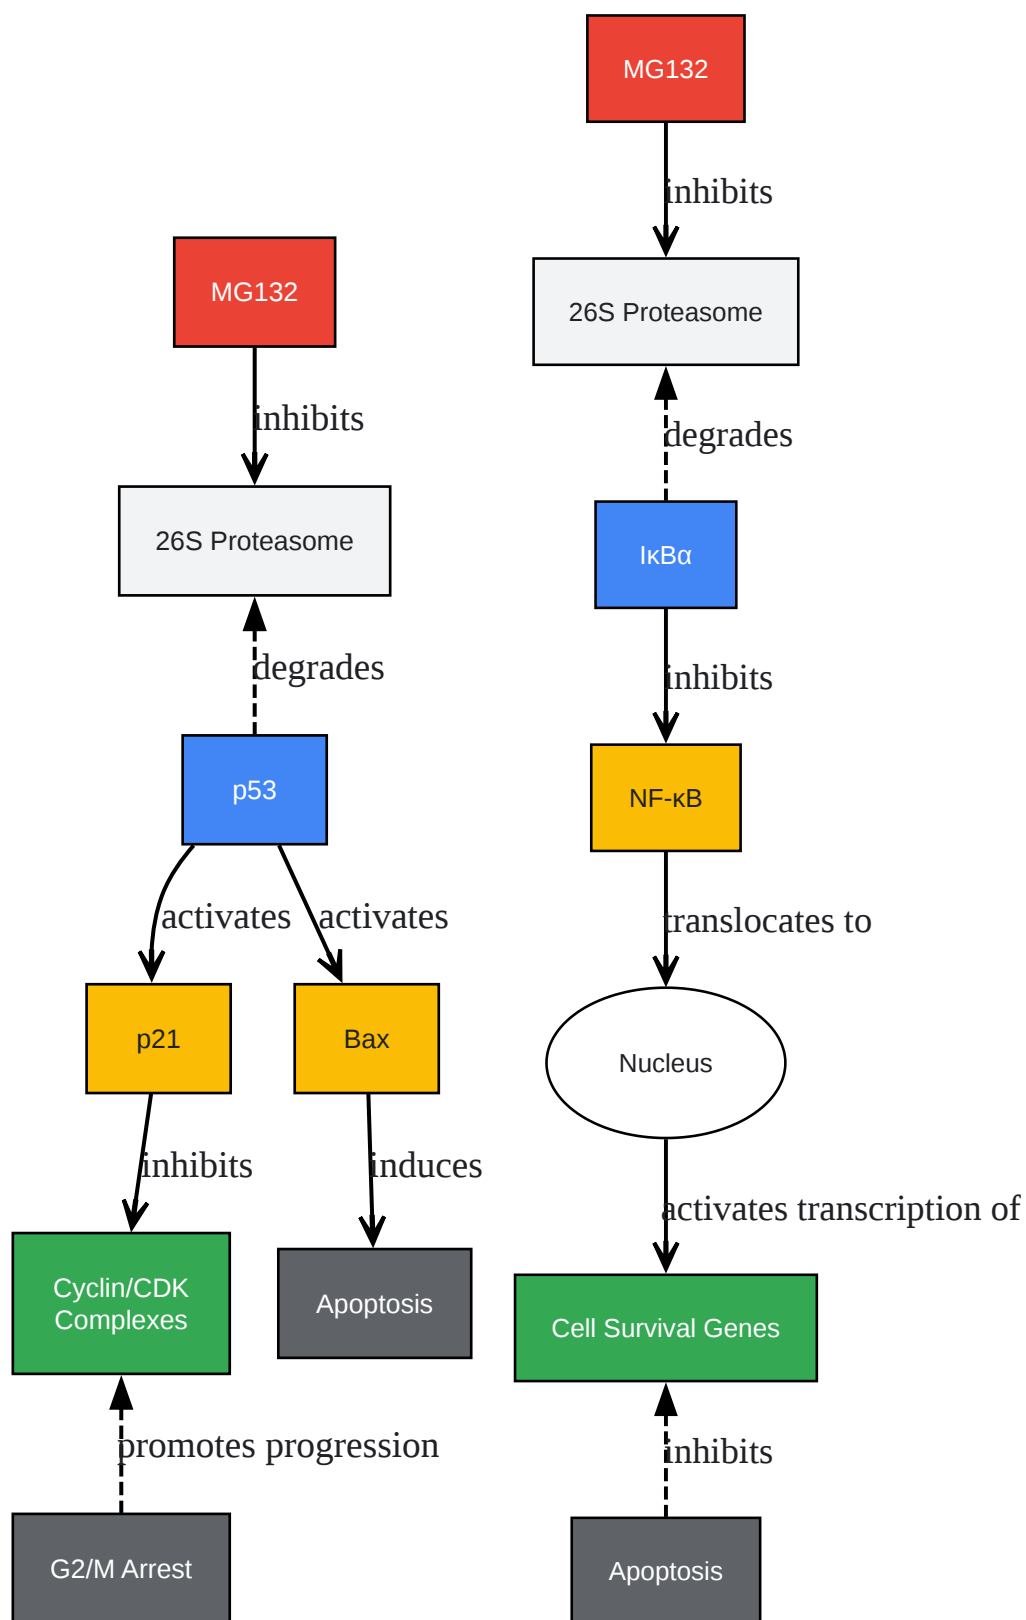 MG132
inhibits
26S Proteasome
degrades
p53
activates
activates
p21
Bax
inhibits
induces
Cyclin/CDK
Complexes
Apoptosis
promotes progression
G2/M Arrest
MG132
inhibits
26S Proteasome
degrades
IκBα
inhibits
NF-κB
translocates to
Nucleus
activates transcription of
Cell Survival Genes
inhibits
Apoptosis